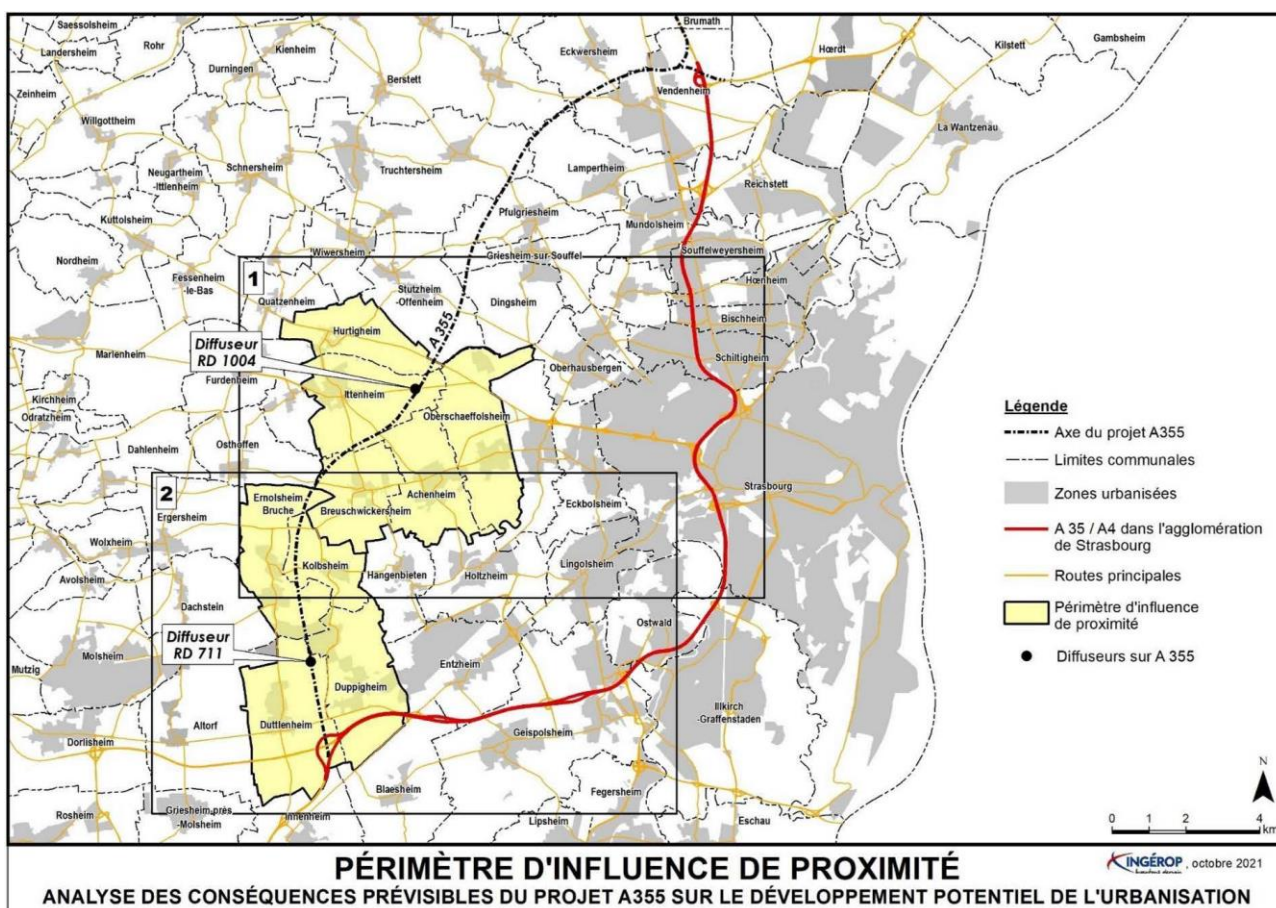 Saessolsheim
Landersheim
Rohr
Kienheim
Durningen
Zeinheim
Willgottheim
Berstett
Eckwersheim
Brumath
Vendenheim
Hœrdt
Kilstett
Gambsheim
La Wantzenau
Neugartheim
-Ittlenheim
Schnersheim
Truchtersheim
Lampertheim
Reichstett
Kuttolsheim
Pfulgriesheim
Mundolsheim
Nordheim
Wiwersheim
Griesheim-sur-Souffel
Souffelweyersheim
Fessenheim
-le-Bas
1
Quatzenheim
Stutzheim
-Offenheim
Dingsheim
Hœnheim
Bischheim
Hurtigheim
A 355
Diffuseur
RD 1004
Marlenheim
Furdenheim
Ittenheim
Oberhausbergen
Schiltigheim
Kirchheim
Odratzheim
Oberschaeffolsheim
Dahlenheim
Osthoffen
2
Ergersheim
Ernolsheim
Bruche
Breuschwickersheim
Achenheim
Eckbolsheim
Strasbourg
Wolxheim
Avolsheim
Kolbsheim
Hangenbieten
Holtzheim
Lingolsheim
Dachstein
Diffuseur
RD 711
Ostwald
Mutzig
Molsheim
Entzheim
Duppigheim
Altorf
Duttlenheim
Illkirch
-Graffenstaden
Dorlisheim
Geispolsheim
Blaesheim
Fegersheim
Rosheim
Griesheim près
-Molsheim
Innenheim
Lipsheim
Eschau
Légende
Axe du projet A355
Limites communales
Zones urbanisées
A 35 / A4 dans l'agglomération
de Strasbourg
Routes principales
Périmètre d'influence
de proximité
Diffuseurs sur A 355
N
0 1 2 4
km
PÉRIMÈTRE D'INFLUENCE DE PROXIMITÉ
INGÉROP, octobre 2021
ANALYSE DES CONSÉQUENCES PRÉVISIBLES DU PROJET A355 SUR LE DÉVELOPPEMENT POTENTIEL DE L'URBANISATION